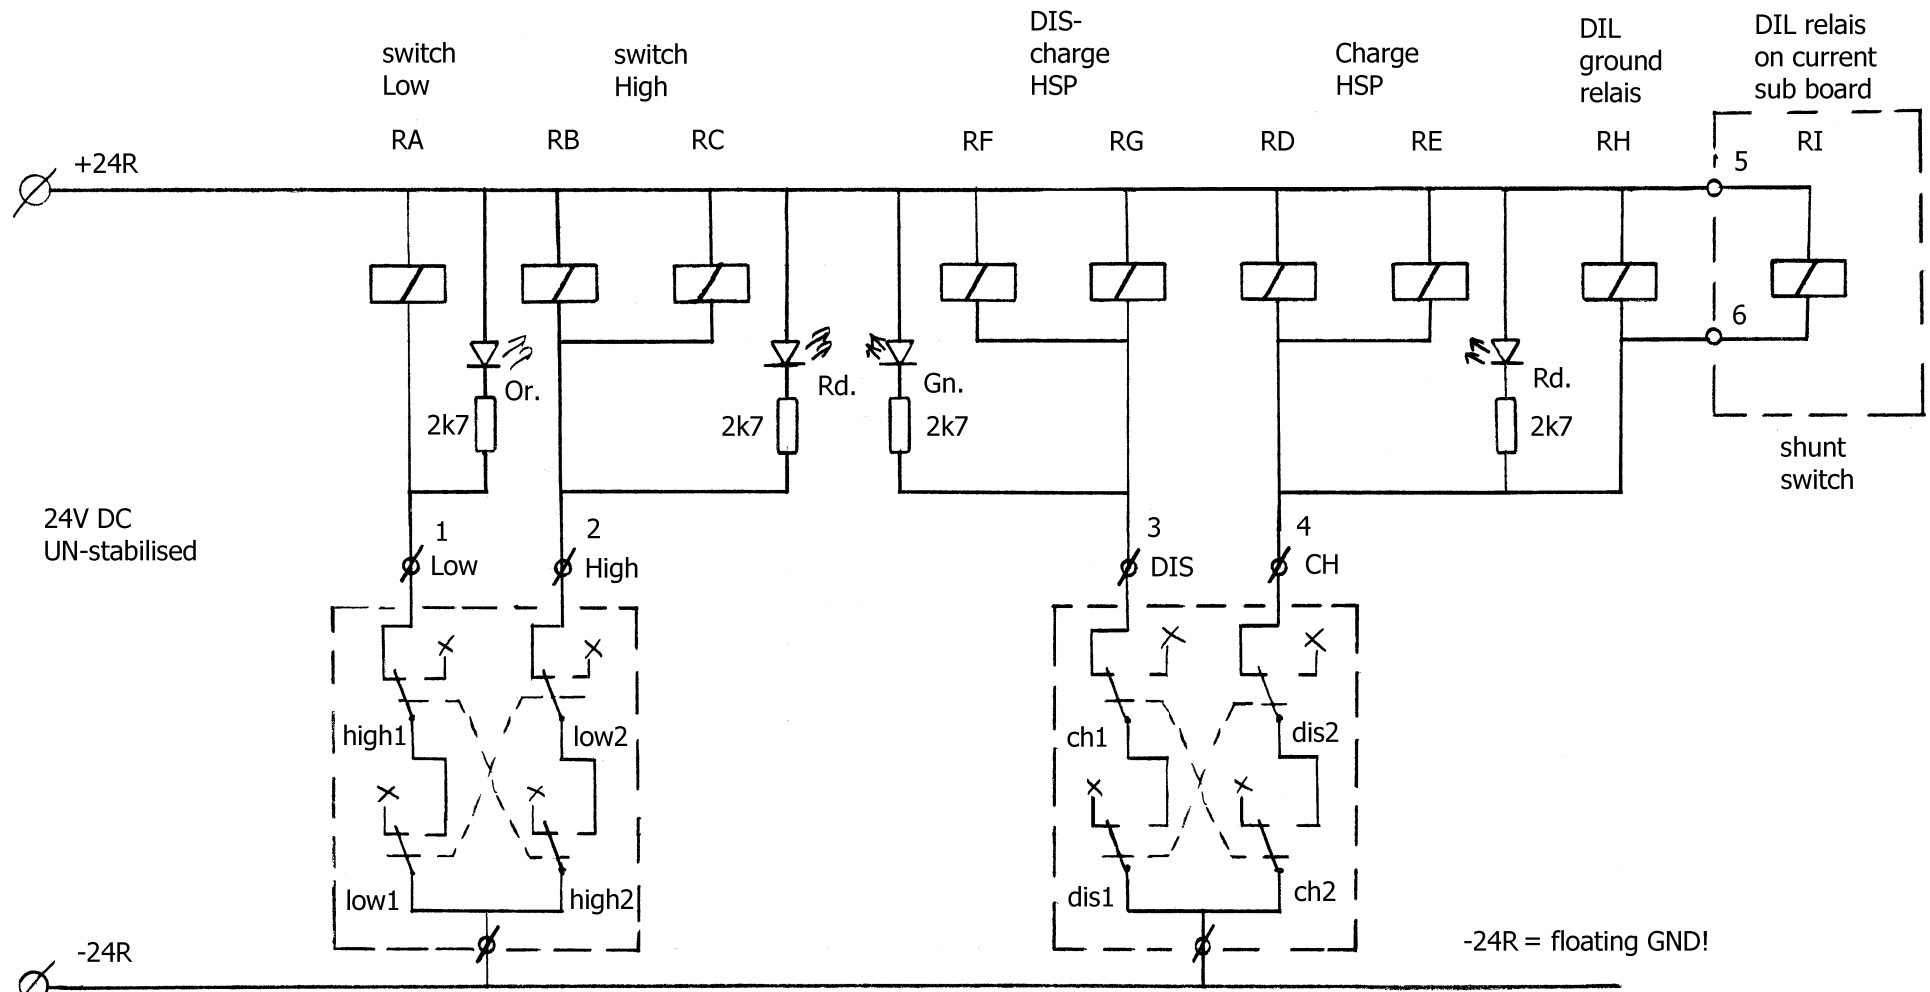 switch
Low
switch
High
DIS-
charge
HSP
Charge
HSP
DIL
ground
relais
DIL relais
on current
sub board
RA
RB
RC
RF
RG
RD
RE
RH
RI
+24R
5
6
Or.
Rd.
Gn.
Rd.
2k7
2k7
2k7
2k7
shunt
switch
24V DC
UN-stabilised
1
Low
2
High
3
DIS
4
CH
high1
low2
ch1
dis2
low1
high2
dis1
ch2
-24R
-24R = floating GND!